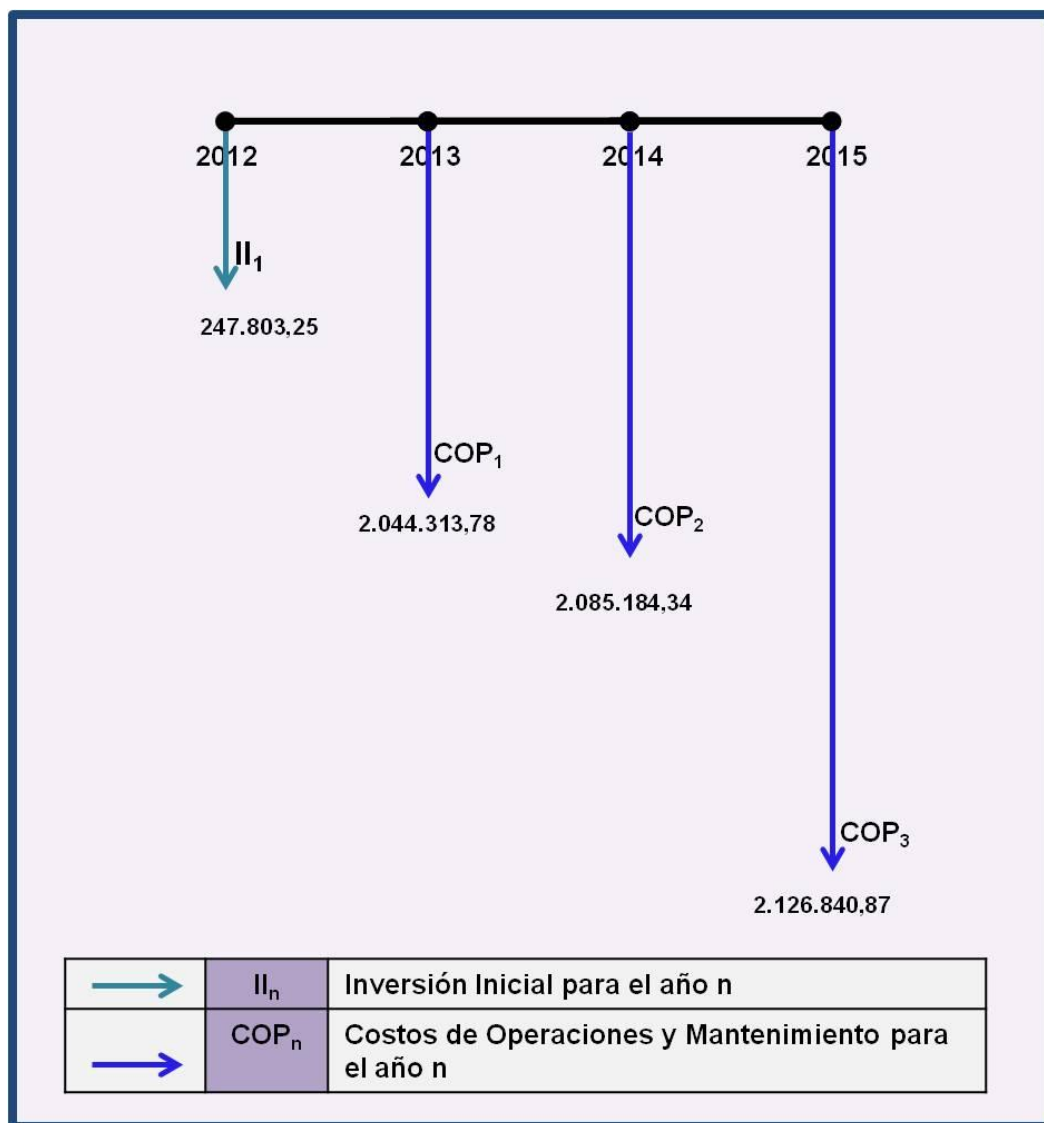 2012 2013 2014 2015
II₁
247.803,25
COP₁
2.044.313,78
COP₂
2.085.184,34
COP₃
2.126.840,87
IIₙ Inversión Inicial para el año n
COPₙ Costos de Operaciones y Mantenimiento para
el año n